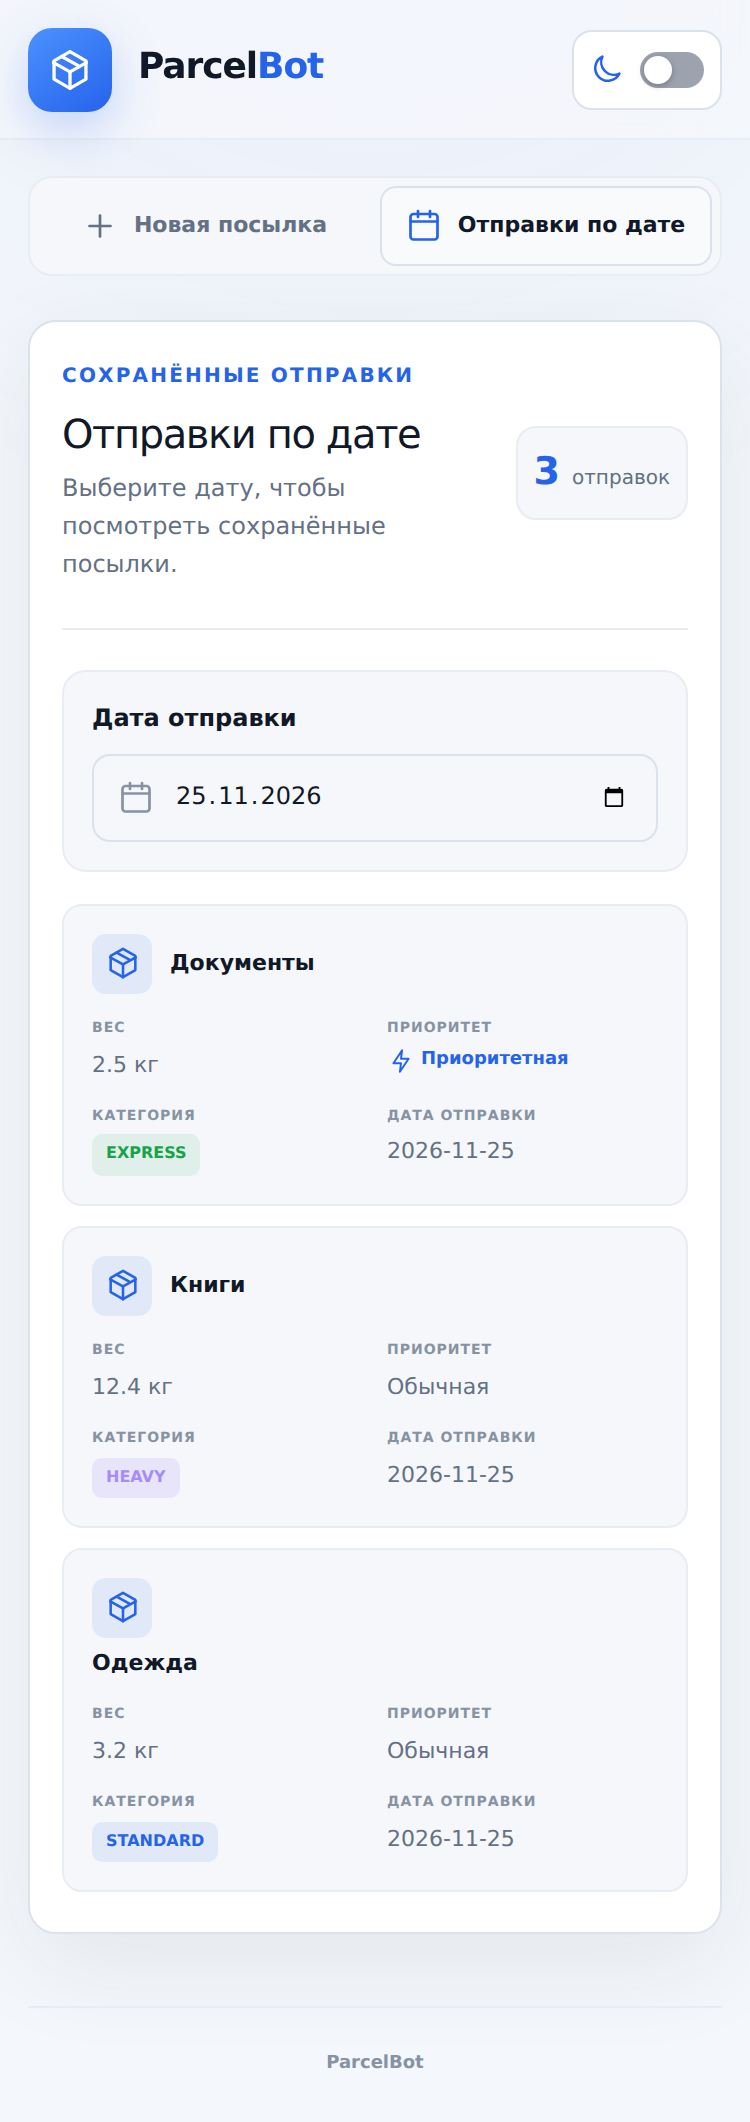 ParcelBot
Новая посылка
Отправки по дате
СОХРАНЁННЫЕ ОТПРАВКИ
Отправки по дате
Выберите дату, чтобы
посмотреть сохранённые
посылки.
3 отправок
Дата отправки
25.11.2026
Документы
ВЕС
ПРИОРИТЕТ
2.5 кг
Приоритетная
КАТЕГОРИЯ
ДАТА ОТПРАВКИ
EXPRESS
2026-11-25
Книги
ВЕС
ПРИОРИТЕТ
12.4 кг
Обычная
КАТЕГОРИЯ
ДАТА ОТПРАВКИ
HEAVY
2026-11-25
Одежда
ВЕС
ПРИОРИТЕТ
3.2 кг
Обычная
КАТЕГОРИЯ
ДАТА ОТПРАВКИ
STANDARD
2026-11-25
ParcelBot